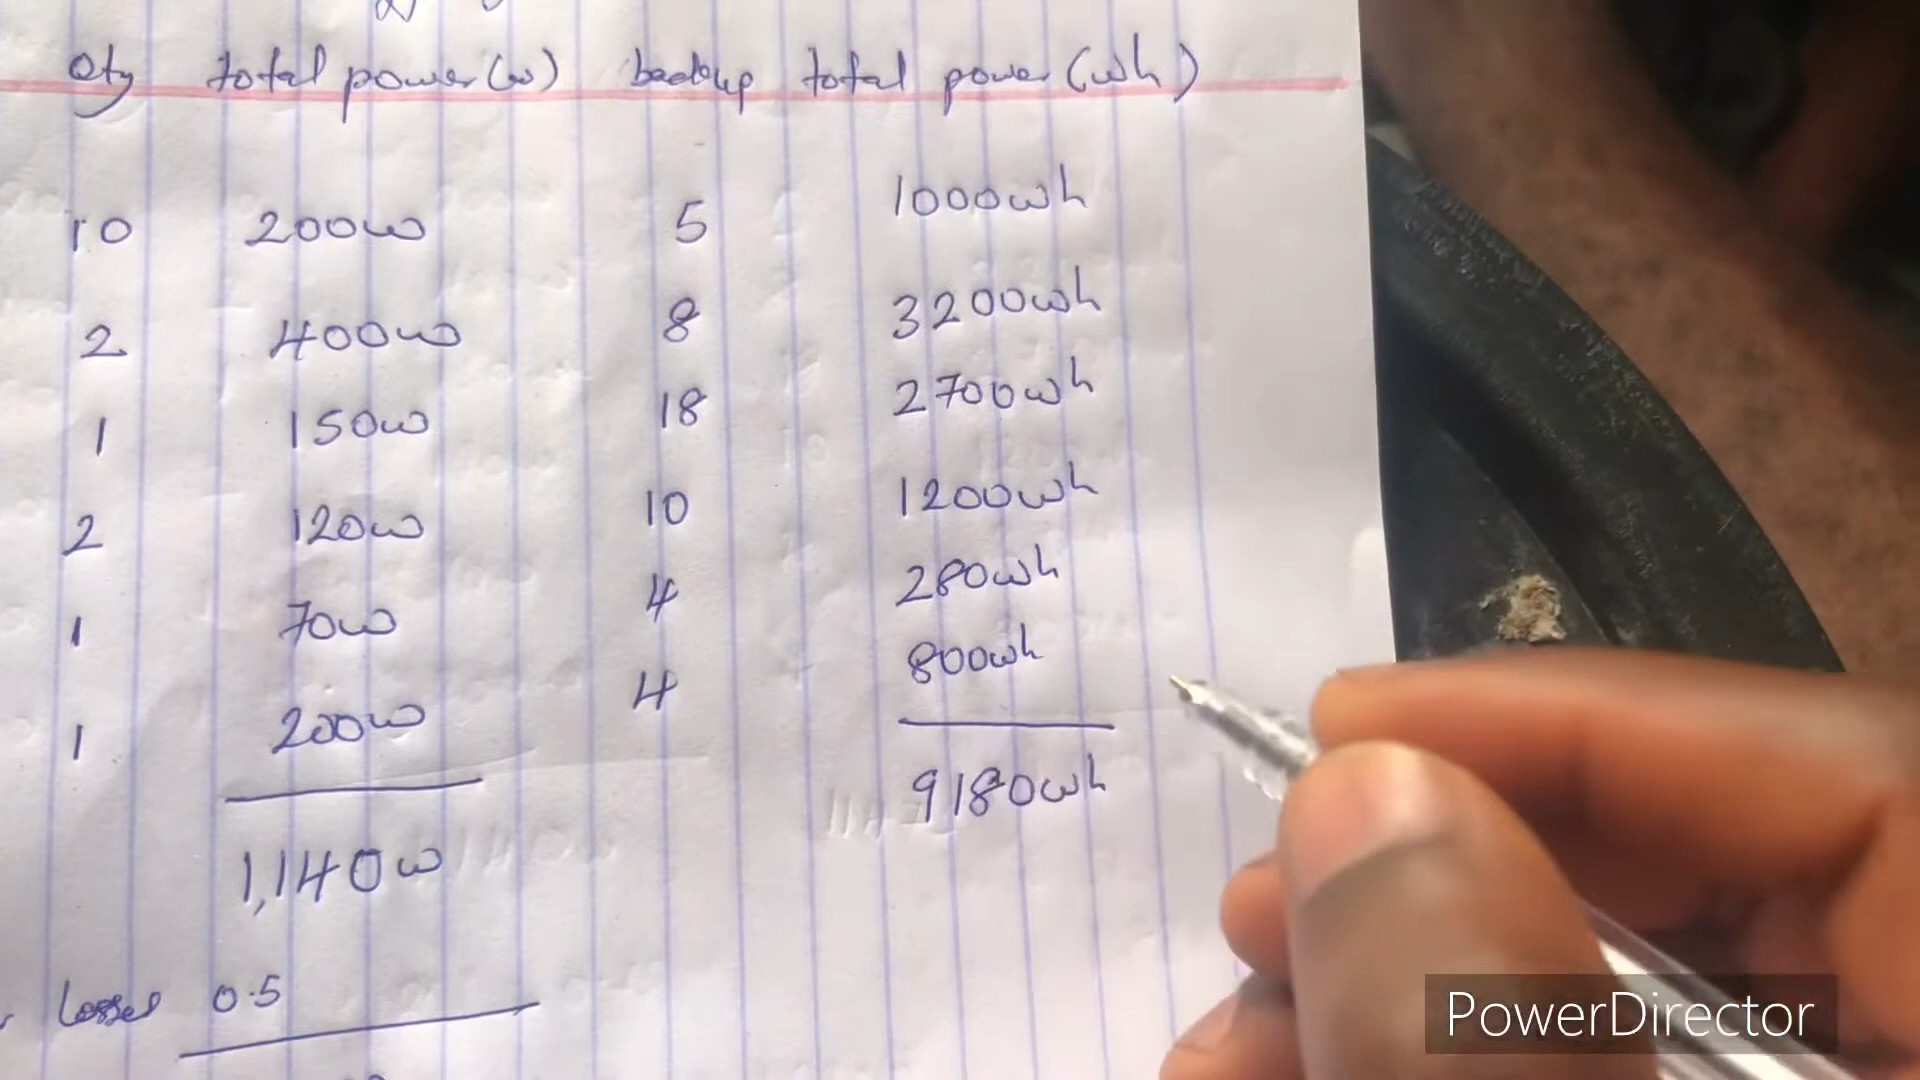 Qty total power(w) backup total power(wh)
10 200w 5 1000wh
2 400w 8 3200wh
1 150w 18 2700wh
2 120w 10 1200wh
1 70w 4 280wh
1 200w 4 800wh
1,140w 9180wh
losses 0.5
PowerDirector